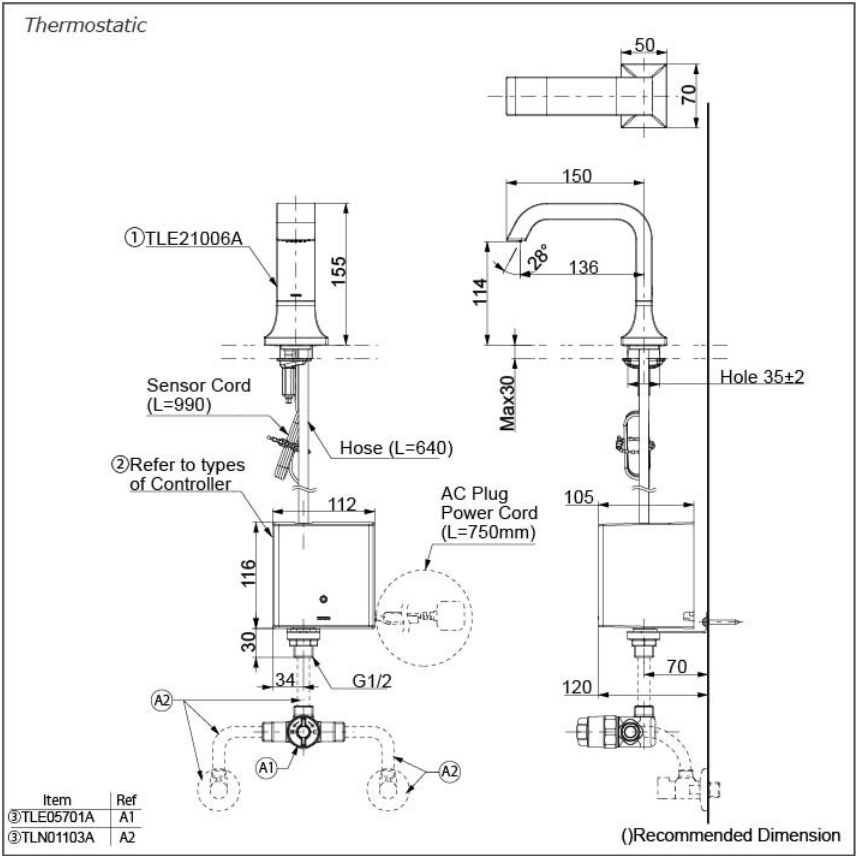 Thermostatic
50
70
150
①TLE21006A
155
28°
136
114
Max30
Hole 35±2
Sensor Cord
(L=990)
Hose (L=640)
②Refer to types
of Controller
112
AC Plug
Power Cord
(L=750mm)
105
116
30
34
G1/2
70
120
A2
A1
A2
Item Ref
③TLE05701A A1
③TLN01103A A2
()Recommended Dimension